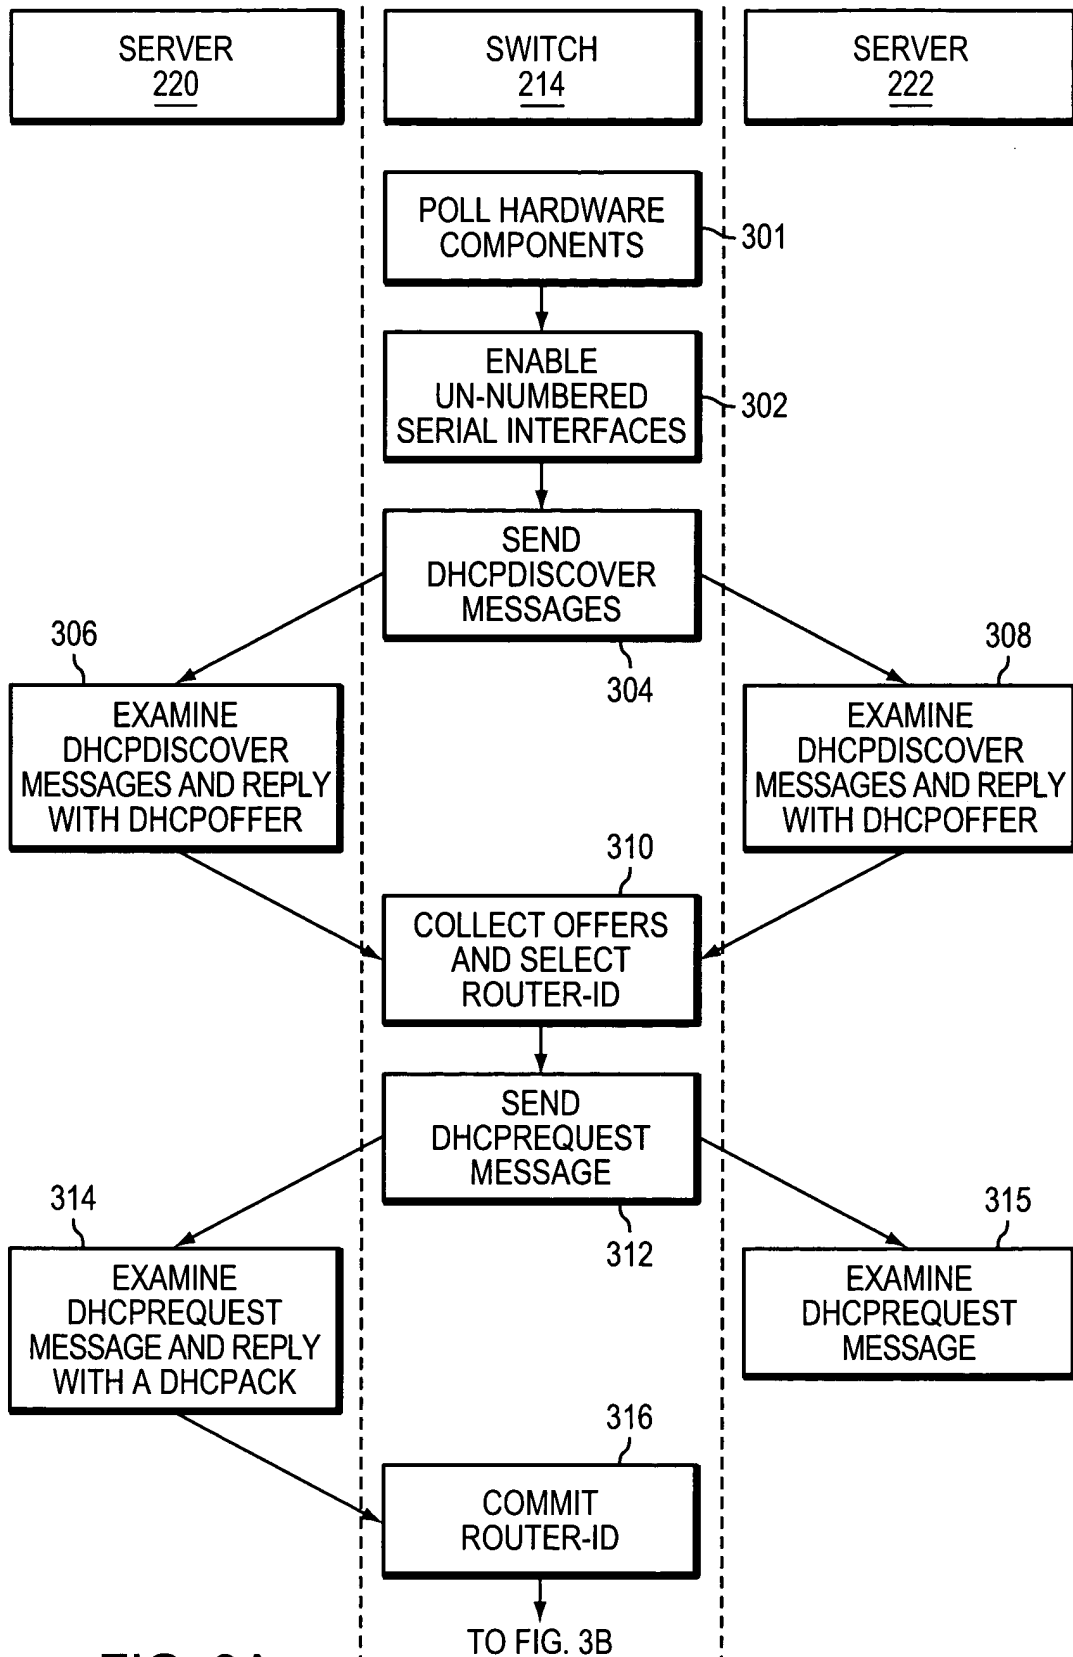 SERVER
220
SWITCH
214
SERVER
222
POLL HARDWARE
COMPONENTS
301
ENABLE
UN-NUMBERED
SERIAL INTERFACES
302
SEND
DHCPDISCOVER
MESSAGES
304
306
EXAMINE
DHCPDISCOVER
MESSAGES AND REPLY
WITH DHCPOFFER
308
EXAMINE
DHCPDISCOVER
MESSAGES AND REPLY
WITH DHCPOFFER
310
COLLECT OFFERS
AND SELECT
ROUTER-ID
SEND
DHCPREQUEST
MESSAGE
312
314
EXAMINE
DHCPREQUEST
MESSAGE AND REPLY
WITH A DHCPACK
315
EXAMINE
DHCPREQUEST
MESSAGE
316
COMMIT
ROUTER-ID
TO FIG. 3B